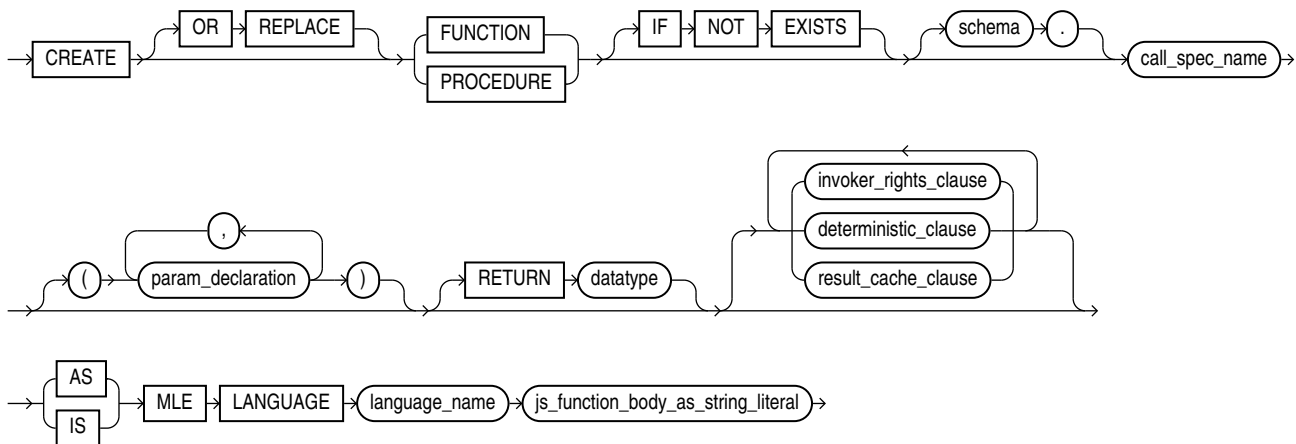 CREATE OR REPLACE FUNCTION PROCEDURE IF NOT EXISTS schema . call_spec_name
( param_declaration , ) RETURN datatype invoker_rights_clause deterministic_clause result_cache_clause
AS IS MLE LANGUAGE language_name js_function_body_as_string_literal